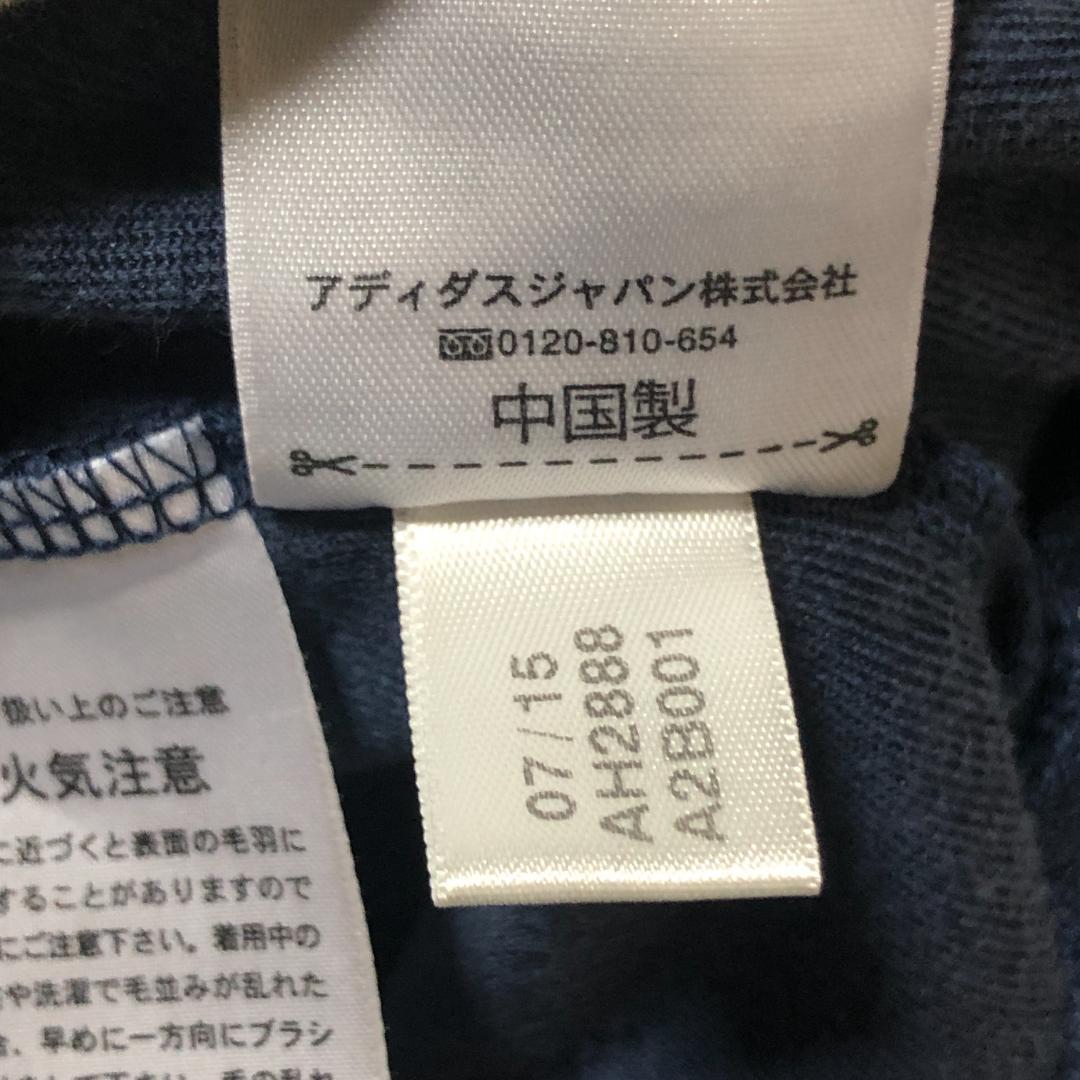 アディダスジャパン株式会社
0120-810-654
中国製
07/15
AH2888
A2B001
扱い上のご注意
火気注意
に近づくと表面の毛羽に
することがありますので
にご注意下さい。着用中の
や洗濯で毛並みが乱れた
、早めに一方向にブラシ